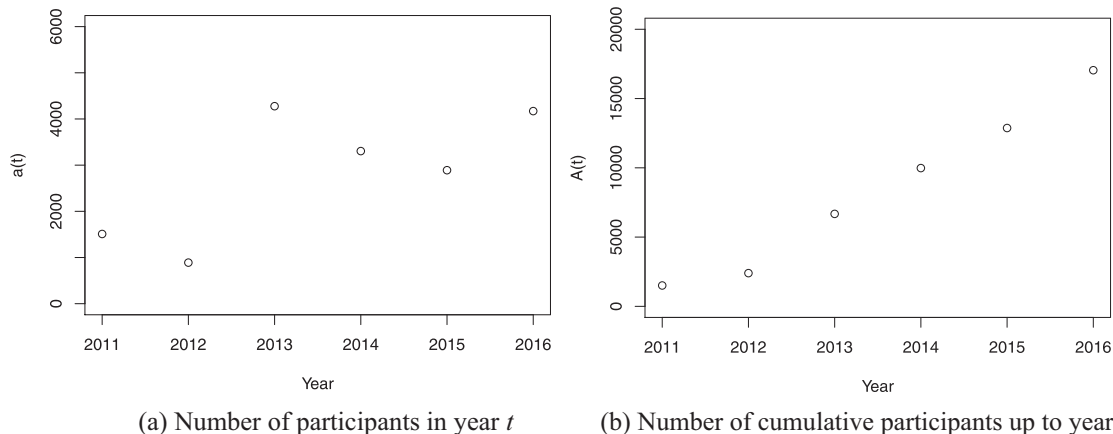 6000
4000
2000
0
a(t)
2011 2012 2013 2014 2015 2016
Year
(a) Number of participants in year t
20000
15000
10000
5000
0
A(t)
2011 2012 2013 2014 2015 2016
Year
(b) Number of cumulative participants up to year